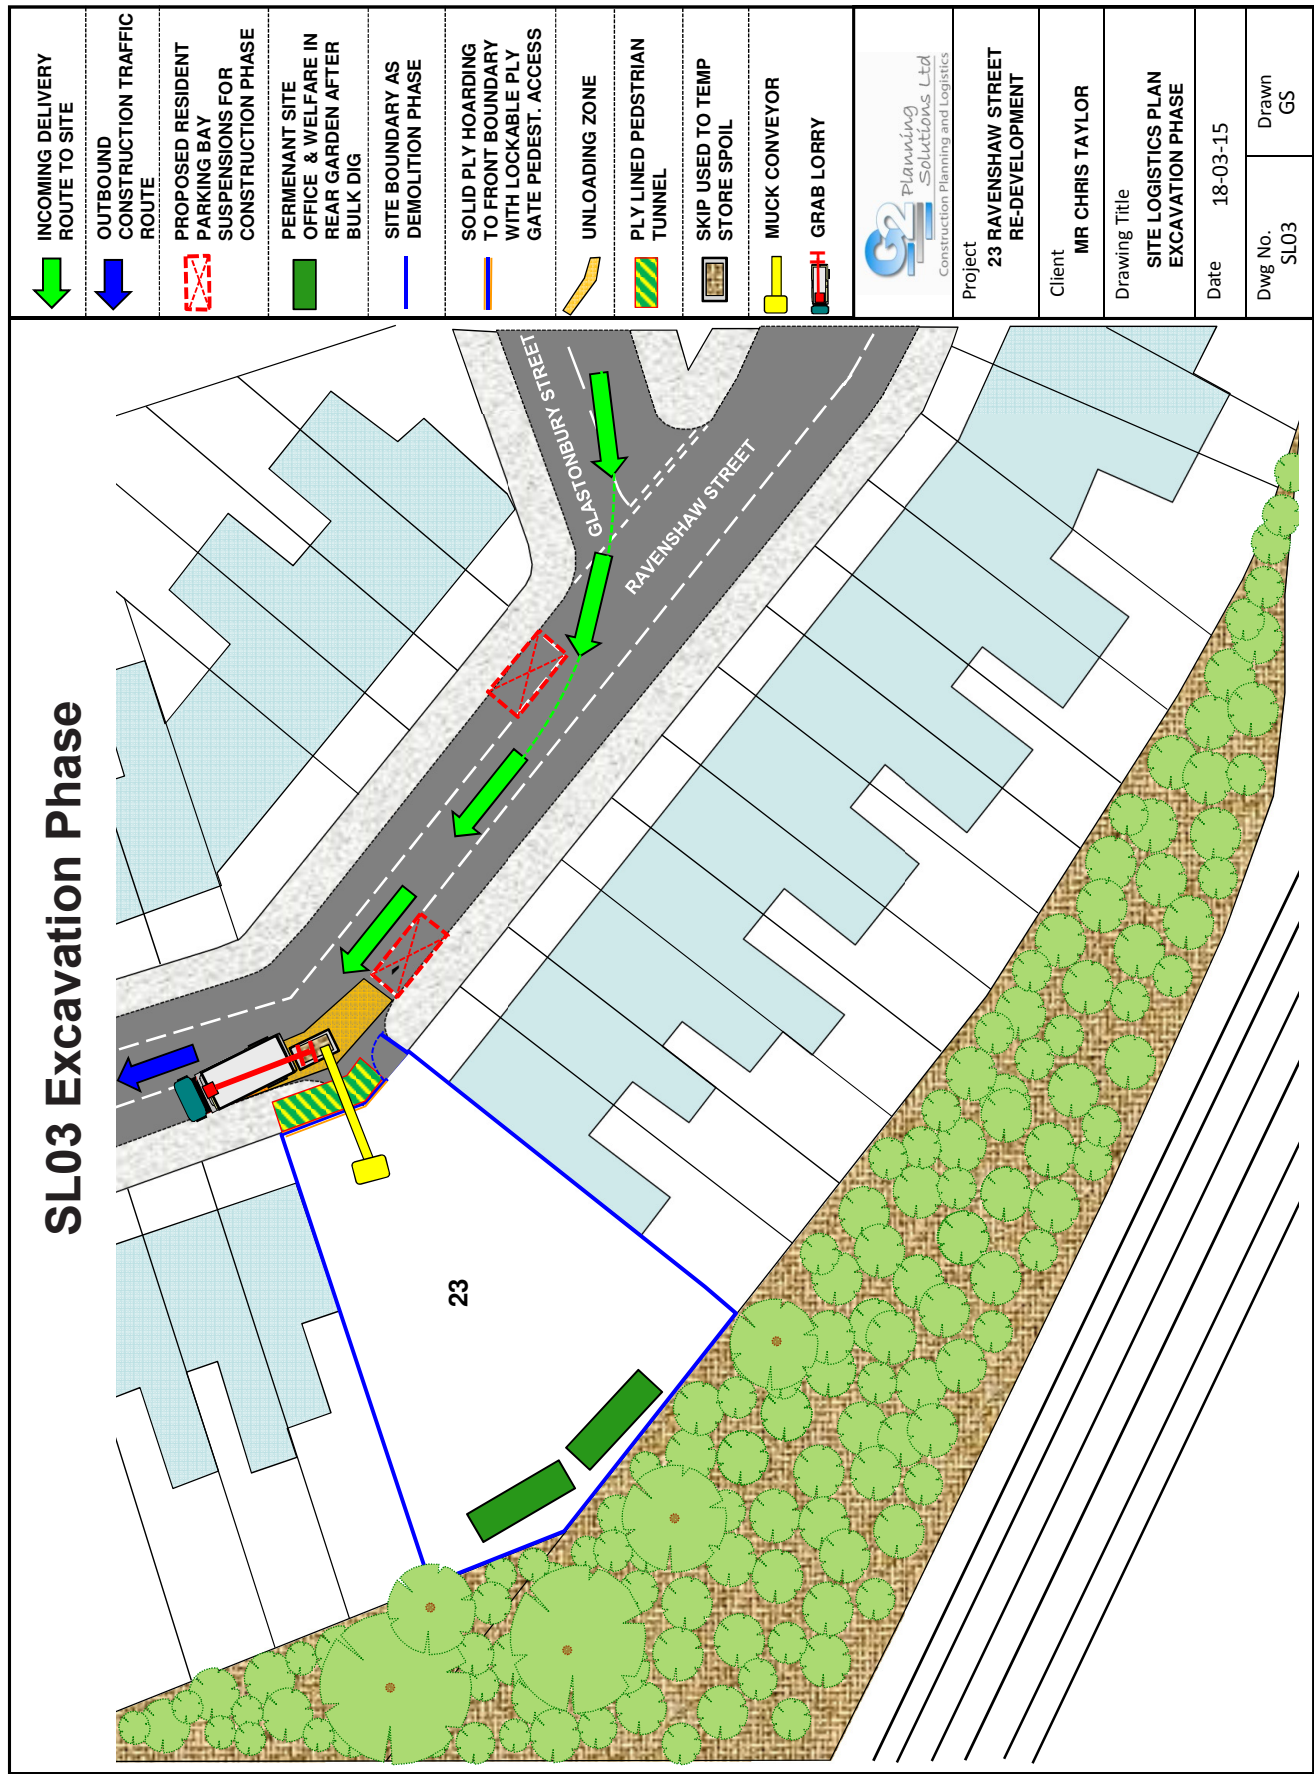 SL03 Excavation Phase
INCOMING DELIVERY
ROUTE TO SITE
OUTBOUND
CONSTRUCTION TRAFFIC
ROUTE
PROPOSED RESIDENT
PARKING BAY
SUSPENSIONS FOR
CONSTRUCTION PHASE
PERMENANT SITE
OFFICE & WELFARE IN
REAR GARDEN AFTER
BULK DIG
SITE BOUNDARY AS
DEMOLITION PHASE
SOLID PLY HOARDING
TO FRONT BOUNDARY
WITH LOCKABLE PLY
GATE PEDEST. ACCESS
UNLOADING ZONE
PLY LINED PEDSTRIAN
TUNNEL
SKIP USED TO TEMP
STORE SPOIL
MUCK CONVEYOR
GRAB LORRY
G2 Planning
Solutions Ltd
Construction Planning and Logistics
Project
23 RAVENSHAW STREET
RE-DEVELOPMENT
Client
MR CHRIS TAYLOR
Drawing Title
SITE LOGISTICS PLAN
EXCAVATION PHASE
Date 18-03-15
Dwg No.
SL03
Drawn
GS
GLASTONBURY STREET
RAVENSHAW STREET
23